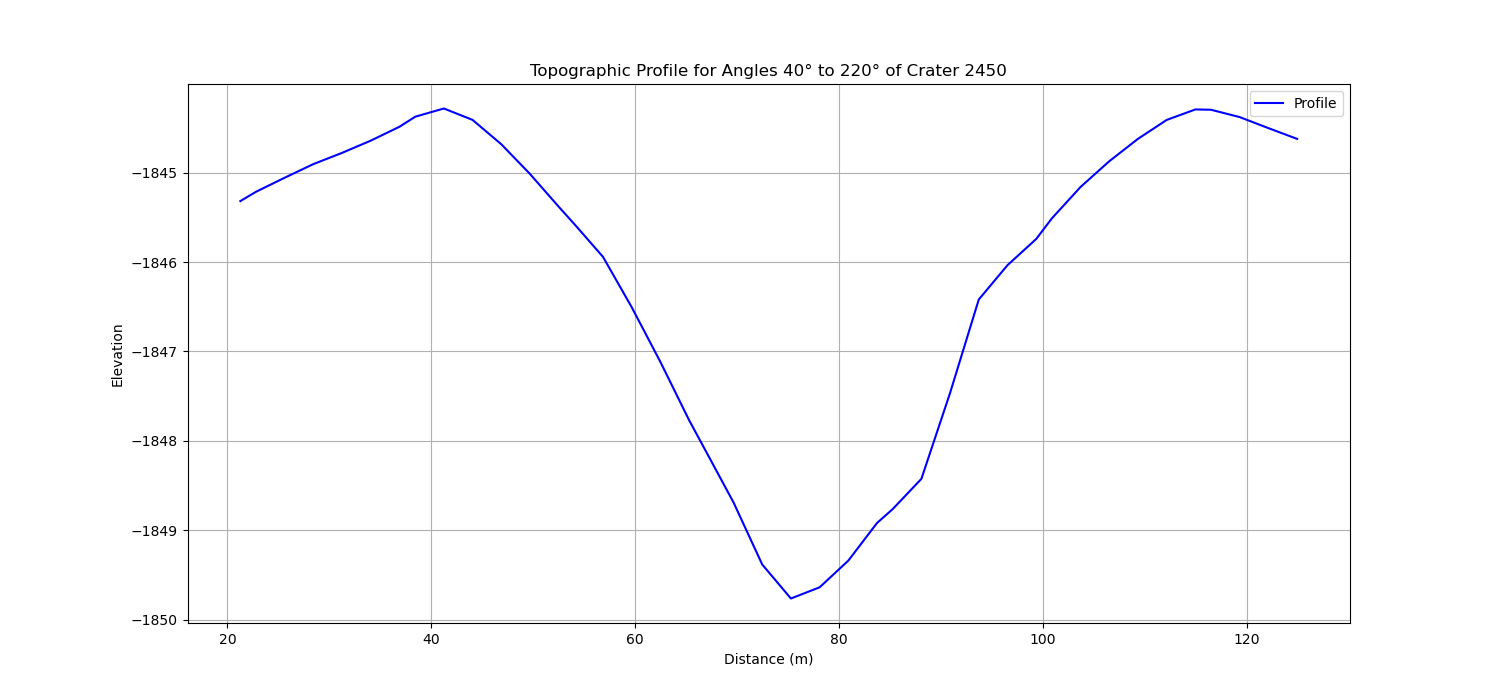 Topographic Profile for Angles 40° to 220° of Crater 2450
Profile
−1845
−1846
−1847
−1848
−1849
−1850
Elevation
20 40 60 80 100 120
Distance (m)